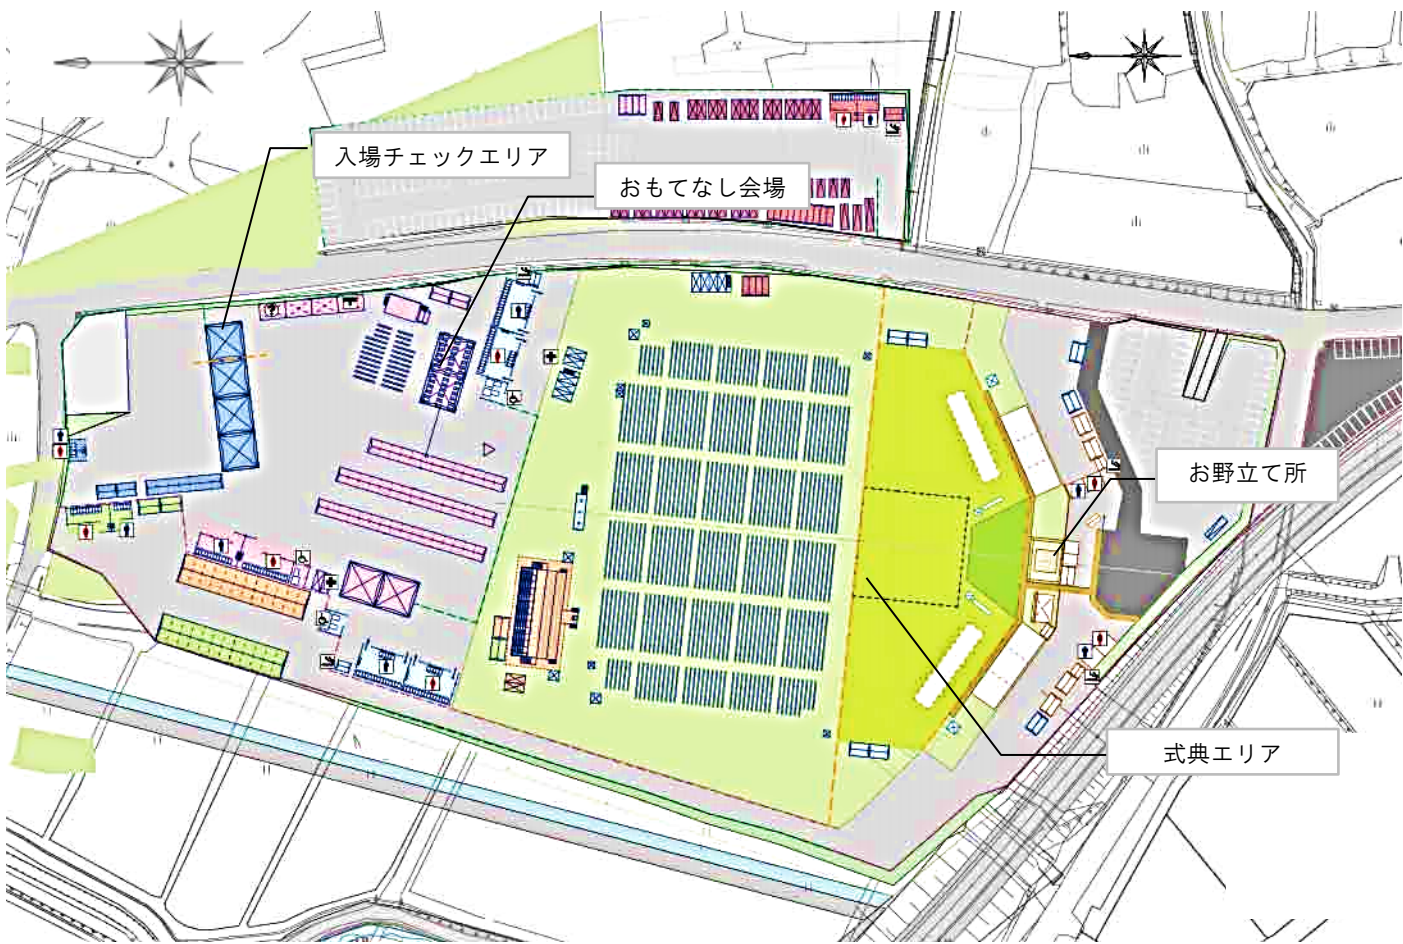 入場チェックエリア
おもてなし会場
お野立て所
式典エリア